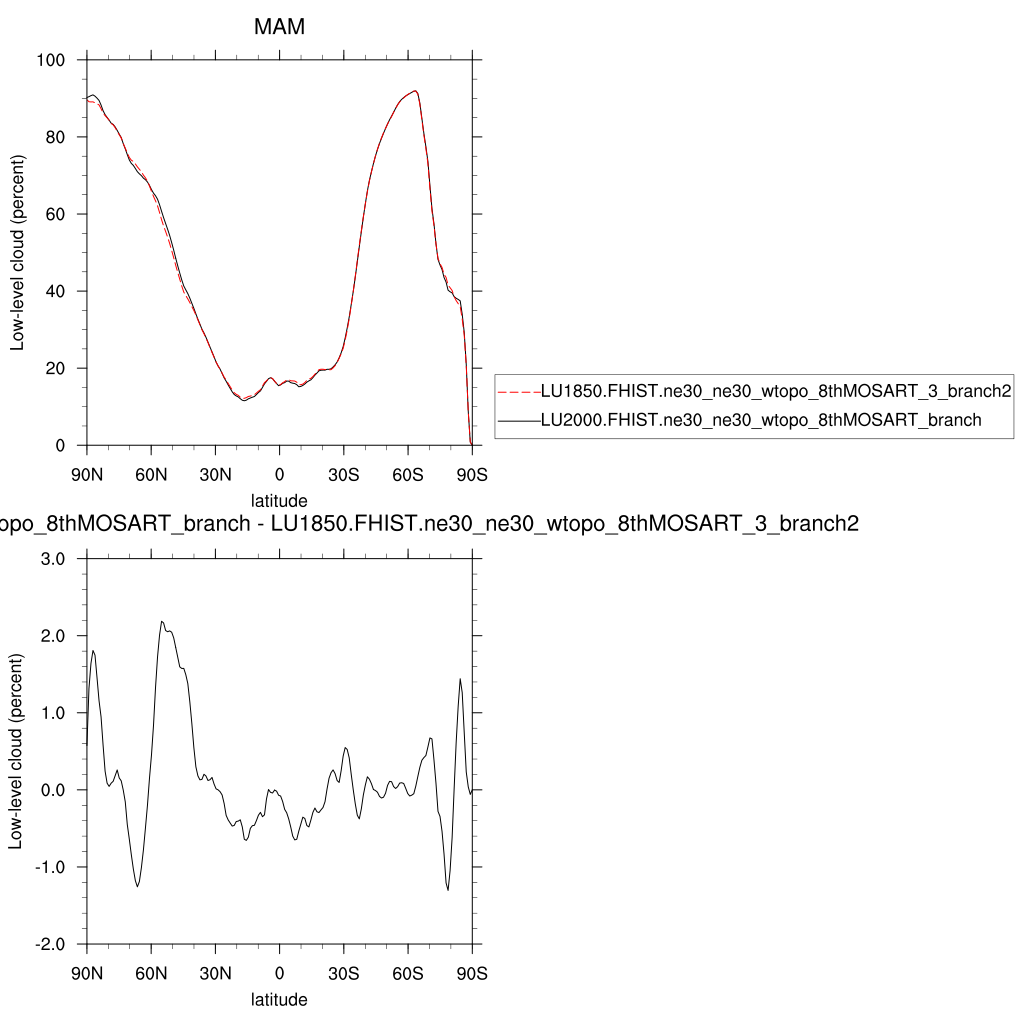 MAM
100
80
60
40
20
0
Low-level cloud (percent)
90N 60N 30N 0 30S 60S 90S
latitude
LU1850.FHIST.ne30_ne30_wtopo_8thMOSART_3_branch2
LU2000.FHIST.ne30_ne30_wtopo_8thMOSART_branch
opo_8thMOSART_branch - LU1850.FHIST.ne30_ne30_wtopo_8thMOSART_3_branch2
3.0
2.0
1.0
0.0
-1.0
-2.0
Low-level cloud (percent)
90N 60N 30N 0 30S 60S 90S
latitude